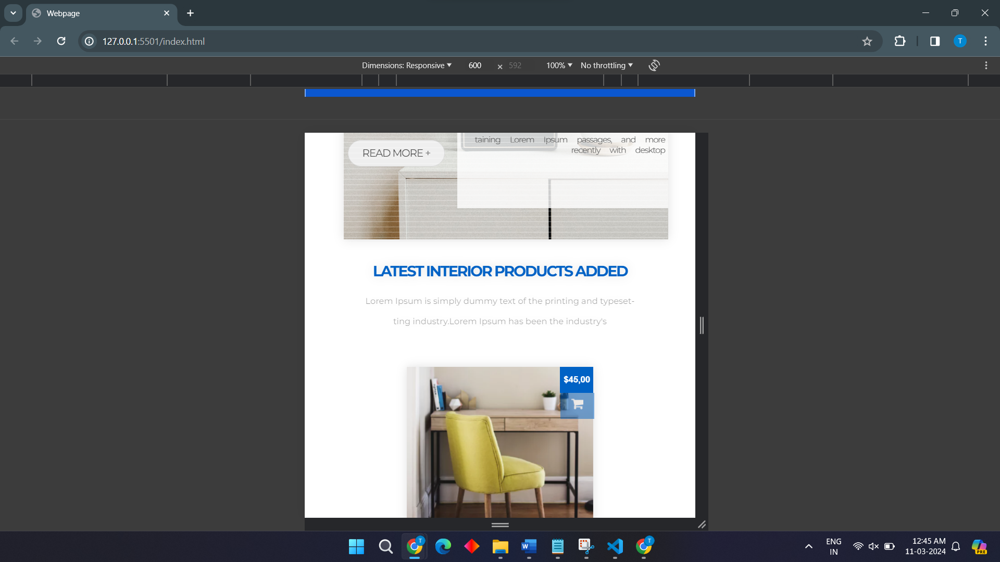 Webpage
127.0.0.1:5501/index.html
T
Dimensions: Responsive 600 × 592 100% No throttling
taining Lorem Ipsum passages, and more
recently with desktop
READ MORE +
LATEST INTERIOR PRODUCTS ADDED
Lorem Ipsum is simply dummy text of the printing and typeset-
ting industry.Lorem Ipsum has been the industry's
$45,00
T
W
T
ENG
IN
12:45 AM
11-03-2024
PRE